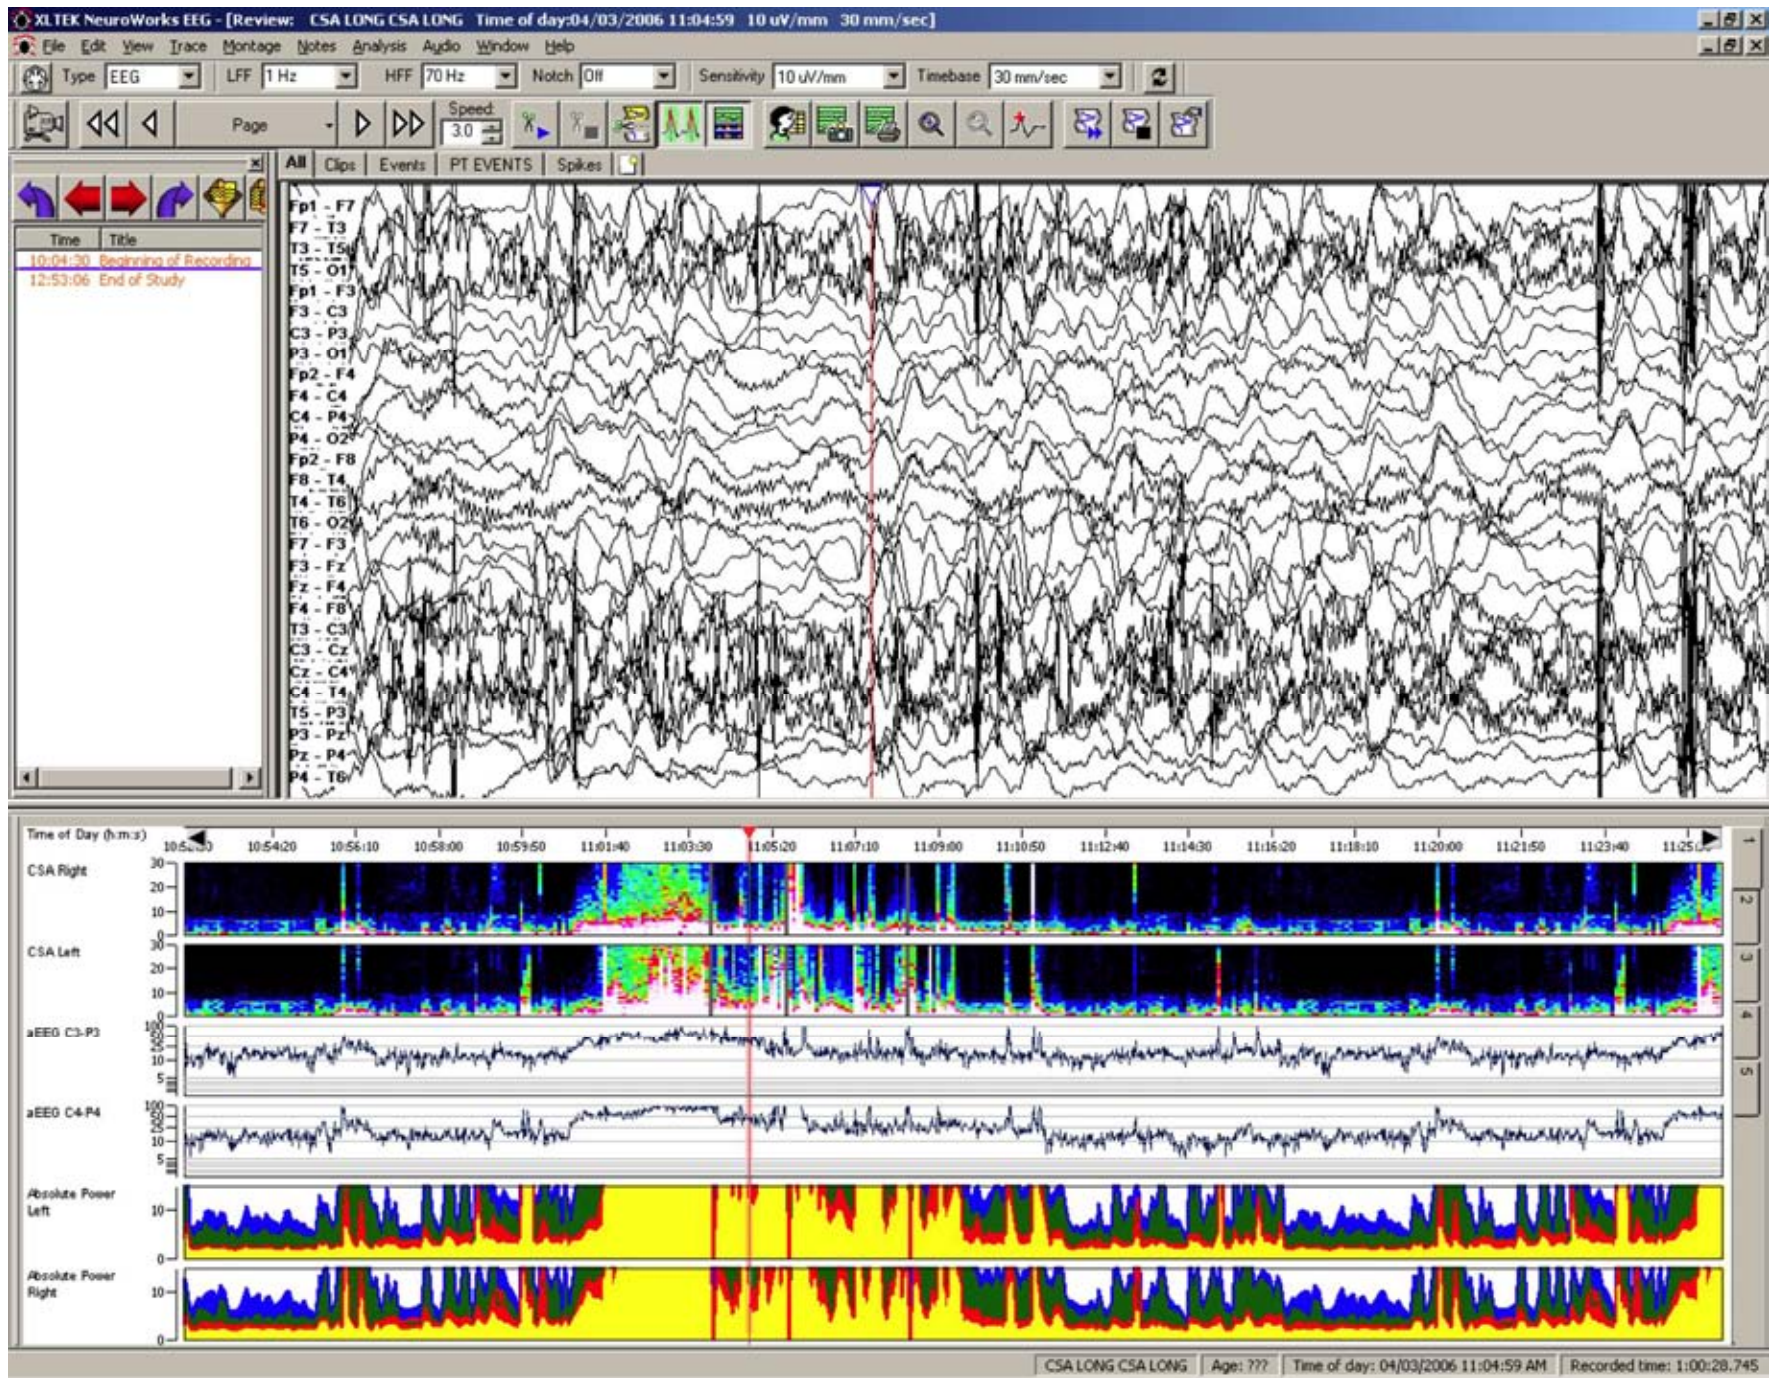 XLTEK NeuroWorks EEG - [Review: CSA LONG CSA LONG Time of day:04/03/2006 11:04:59 10 uV/mm 30 mm/sec]
File Edit View Trace Montage Notes Analysis Audio Window Help
Type EEG LFF 1 Hz HFF 70 Hz Notch Off Sensitivity 10 uV/mm Timebase 30 mm/sec
Page Speed 3.0
All Clips Events PT EVENTS Spikes
Time Title
10:04:30 Beginning of Recording
12:53:06 End of Study
Fp1 - F7
F7 - T3
T3 - T5
T5 - O1
Fp1 - F3
F3 - C3
C3 - P3
P3 - O1
Fp2 - F4
F4 - C4
C4 - P4
P4 - O2
Fp2 - F8
F8 - T4
T4 - T6
T6 - O2
F7 - F3
F3 - Fz
Fz - F4
F4 - F8
T3 - C3
C3 - Cz
Cz - C4
C4 - T4
T5 - P3
P3 - Pz
Pz - P4
P4 - T6
Time of Day (h:m:s)
10:54:20 10:56:10 10:58:00 10:59:50 11:01:40 11:03:30 11:05:20 11:07:10 11:09:00 11:10:50 11:12:40 11:14:30 11:16:20 11:18:10 11:20:00 11:21:50 11:23:40
CSA Right
30
20
10
0
CSA Left
30
20
10
0
aEEG C3-P3
100
50
25
10
5
aEEG C4-P4
100
50
25
10
5
Absolute Power
Left
10
0
Absolute Power
Right
10
0
1
2
3
4
5
CSA LONG CSA LONG Age: ??? Time of day: 04/03/2006 11:04:59 AM Recorded time: 1:00:28.745